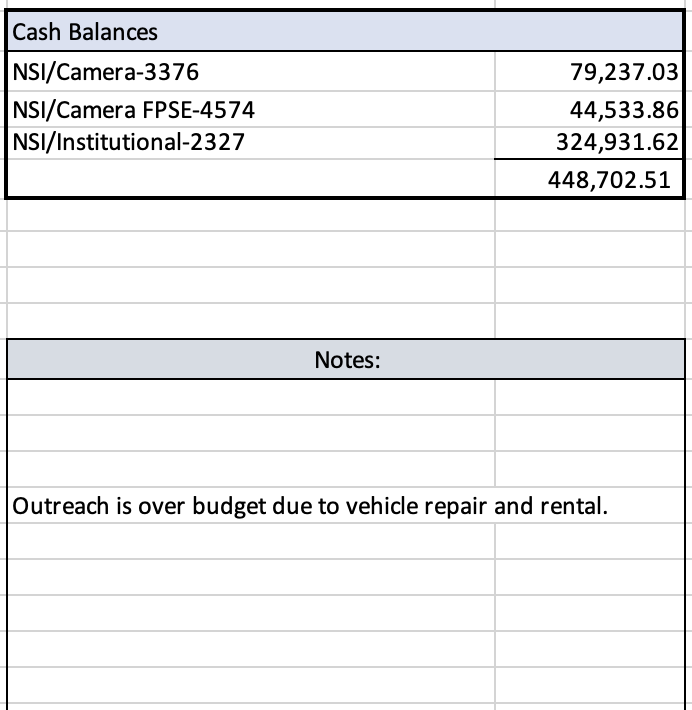 Cash Balances
NSI/Camera-3376 79,237.03
NSI/Camera FPSE-4574 44,533.86
NSI/Institutional-2327 324,931.62
448,702.51
Notes:
Outreach is over budget due to vehicle repair and rental.